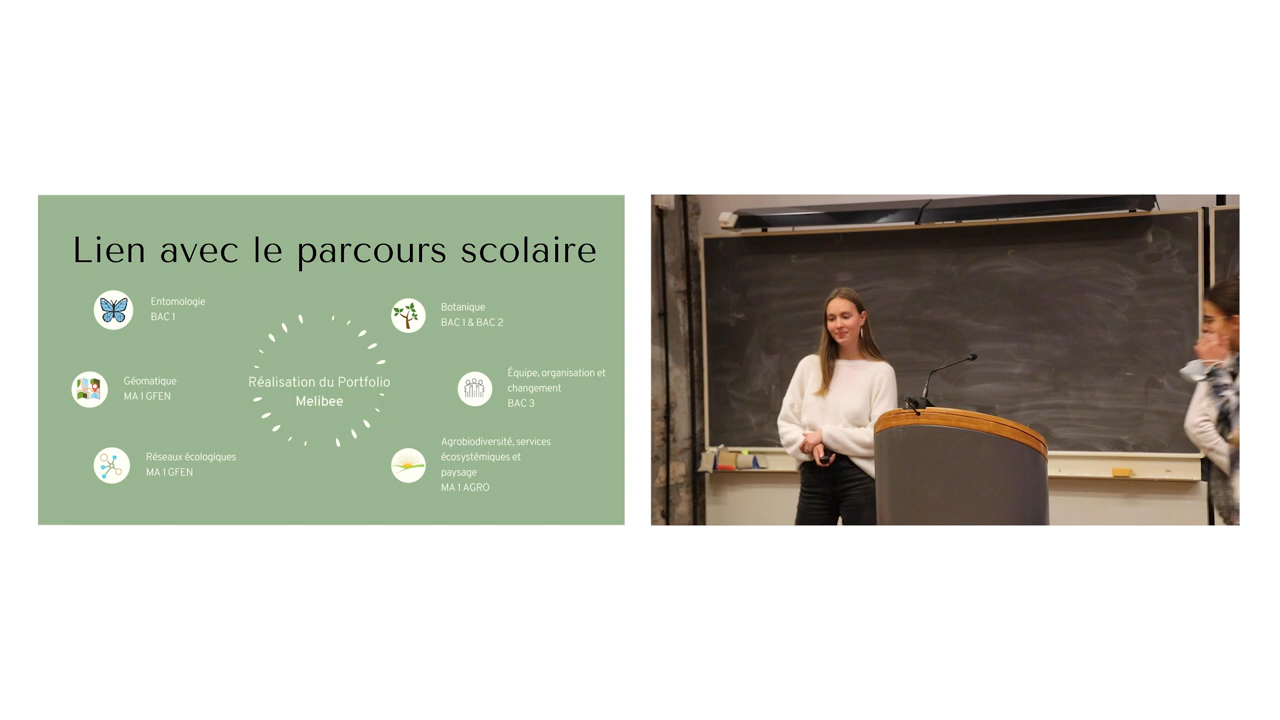 Lien avec le parcours scolaire
Entomologie
BAC 1
Botanique
BAC 1 & BAC 2
Géomatique
MA 1 GFEN
Réalisation du Portfolio
Melibee
Équipe, organisation et
changement
BAC 3
Réseaux écologiques
MA 1 GFEN
Agrobiodiversité, services
écosystémiques et
paysage
MA 1 AGRO